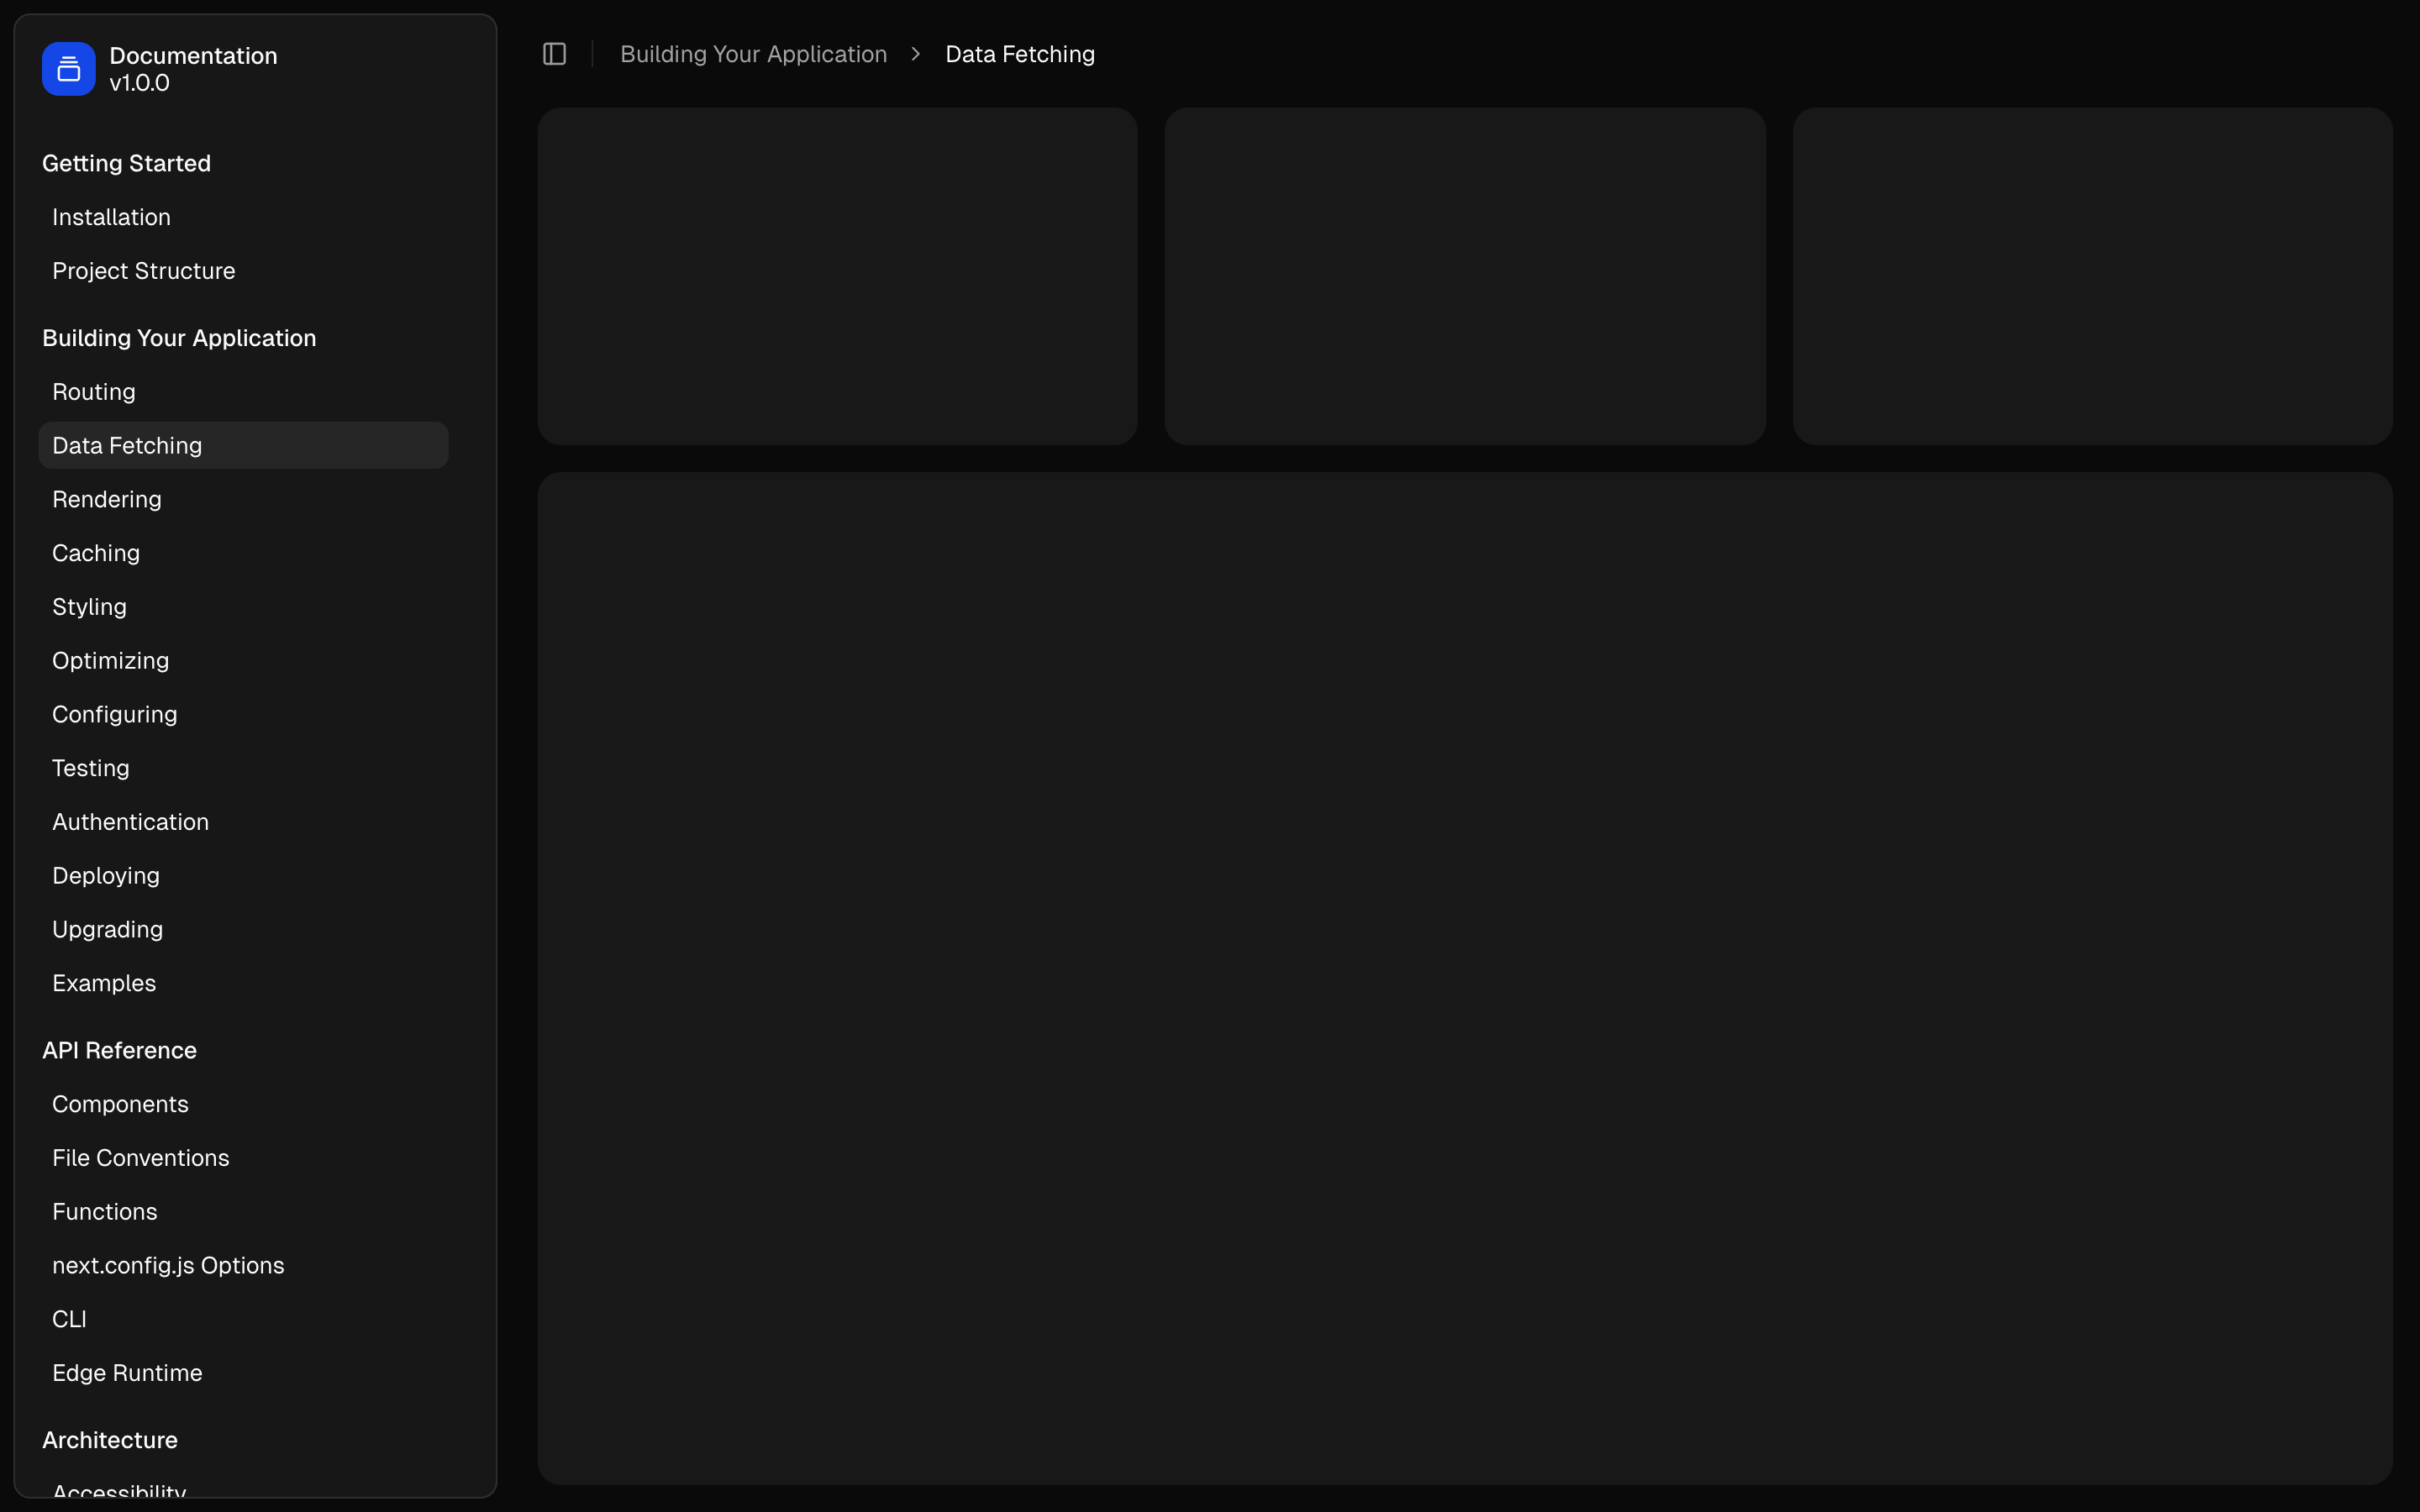 Documentation
v1.0.0
Getting Started
Installation
Project Structure
Building Your Application
Routing
Data Fetching
Rendering
Caching
Styling
Optimizing
Configuring
Testing
Authentication
Deploying
Upgrading
Examples
API Reference
Components
File Conventions
Functions
next.config.js Options
CLI
Edge Runtime
Architecture
Accessibility
Building Your Application > Data Fetching